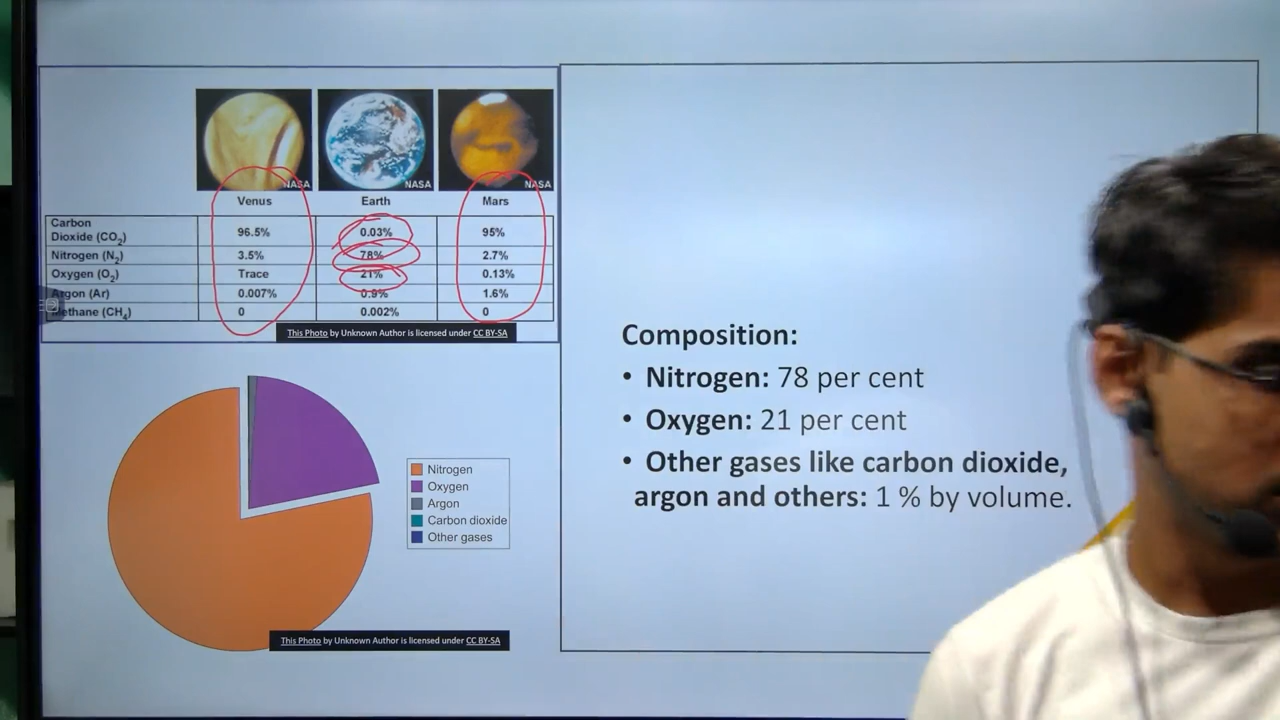 NASA NASA NASA
Venus Earth Mars
Carbon
Dioxide (CO2) 96.5% 0.03% 95%
Nitrogen (N2) 3.5% 78% 2.7%
Oxygen (O2) Trace 21% 0.13%
Argon (Ar) 0.007% 0.9% 1.6%
ethane (CH4) 0 0.002% 0
This Photo by Unknown Author is licensed under CC BY-SA
Nitrogen
Oxygen
Argon
Carbon dioxide
Other gases
This Photo by Unknown Author is licensed under CC BY-SA
Composition:
• Nitrogen: 78 per cent
• Oxygen: 21 per cent
• Other gases like carbon dioxide,
argon and others: 1 % by volume.